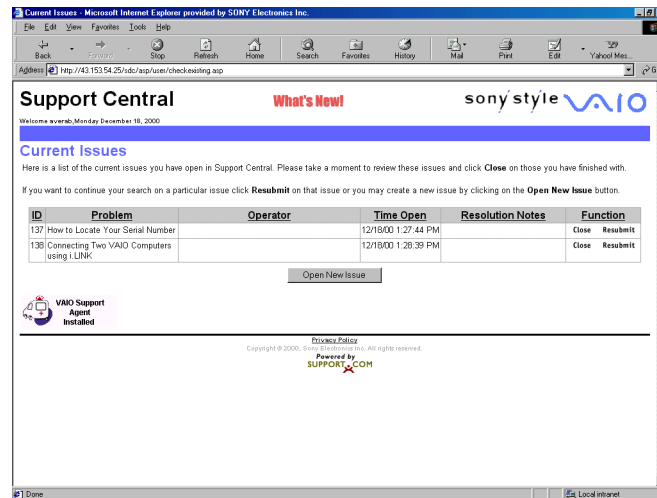 Current Issues - Microsoft Internet Explorer provided by SONY Electronics Inc.
File Edit View Favorites Tools Help
Back Forward Stop Refresh Home Search Favorites History Mail Print Edit Yahoo! Mes...
Address http://43.153.54.25/sdc/asp/user/checkexisting.asp
Support Central What's New! sony style VAIO
Welcome averab,Monday December 18, 2000
Current Issues
Here is a list of the current issues you have open in Support Central. Please take a moment to review these issues and click Close on those you have finished with.
If you want to continue your search on a particular issue click Resubmit on that issue or you may create a new issue by clicking on the Open New Issue button.
ID Problem Operator Time Open Resolution Notes Function
137 How to Locate Your Serial Number 12/18/00 1:27:44 PM Close Resubmit
138 Connecting Two VAIO Computers 12/18/00 1:28:39 PM Close Resubmit
using i.LINK
Open New Issue
VAIO Support
Agent
Installed
Privacy Policy
Copyright © 2000, Sony Electronics Inc. All rights reserved.
Powered by
SUPPORT.COM
Done Local intranet